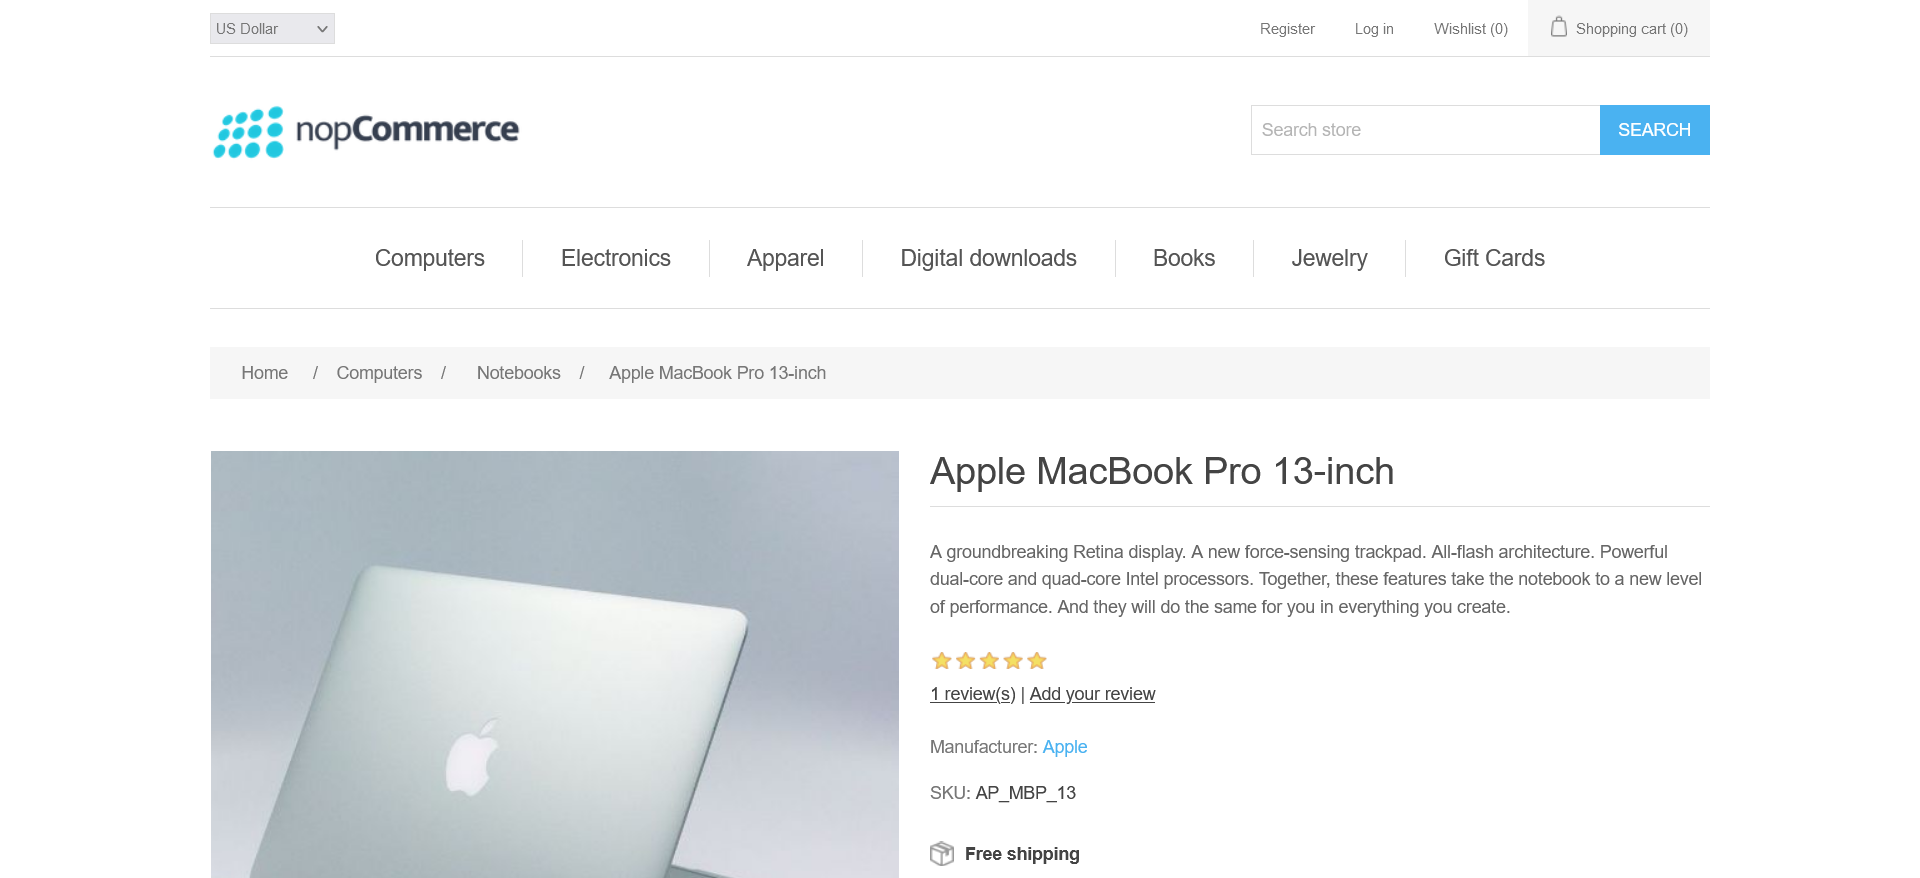 US Dollar
Register
Log in
Wishlist (0)
Shopping cart (0)
nopCommerce
Search store
SEARCH
Computers
Electronics
Apparel
Digital downloads
Books
Jewelry
Gift Cards
Home / Computers / Notebooks / Apple MacBook Pro 13-inch
Apple MacBook Pro 13-inch
A groundbreaking Retina display. A new force-sensing trackpad. All-flash architecture. Powerful
dual-core and quad-core Intel processors. Together, these features take the notebook to a new level
of performance. And they will do the same for you in everything you create.
1 review(s) | Add your review
Manufacturer: Apple
SKU: AP_MBP_13
Free shipping